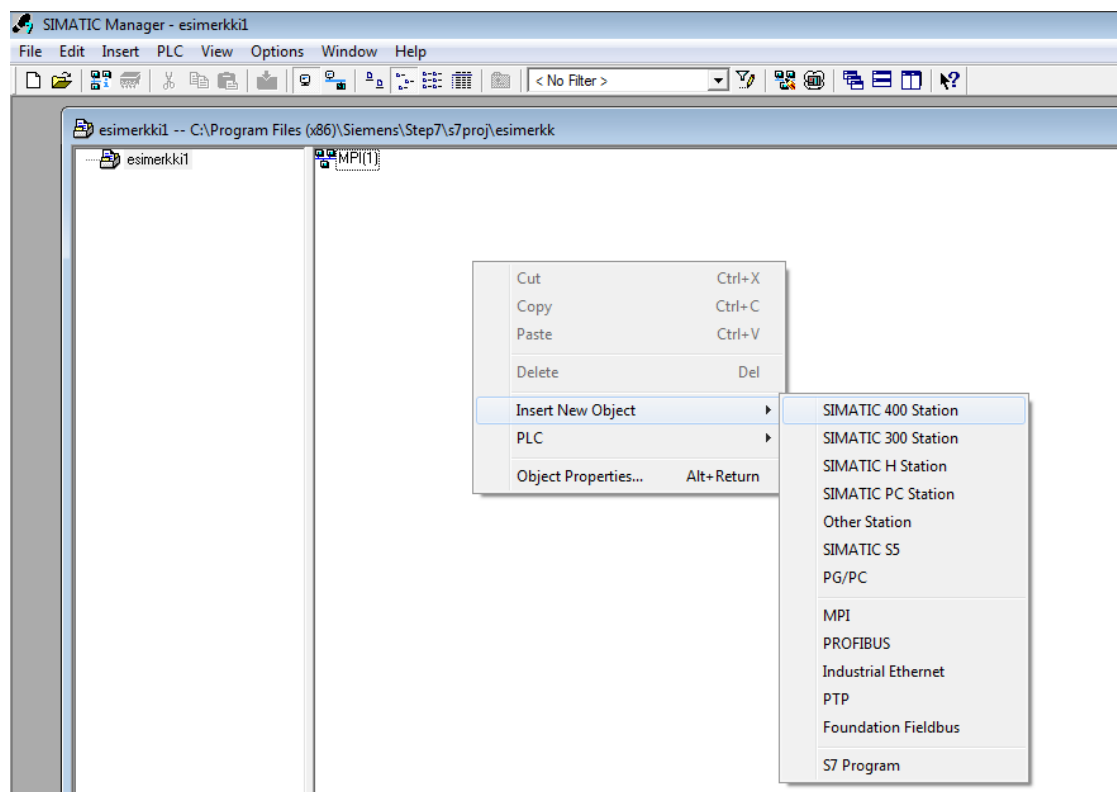 SIMATIC Manager - esimerkki1
File Edit Insert PLC View Options Window Help
< No Filter >
esimerkki1 -- C:\Program Files (x86)\Siemens\Step7\s7proj\esimerkk
esimerkki1
MPI(1)
Cut Ctrl+X
Copy Ctrl+C
Paste Ctrl+V
Delete Del
Insert New Object
PLC
Object Properties... Alt+Return
SIMATIC 400 Station
SIMATIC 300 Station
SIMATIC H Station
SIMATIC PC Station
Other Station
SIMATIC S5
PG/PC
MPI
PROFIBUS
Industrial Ethernet
PTP
Foundation Fieldbus
S7 Program